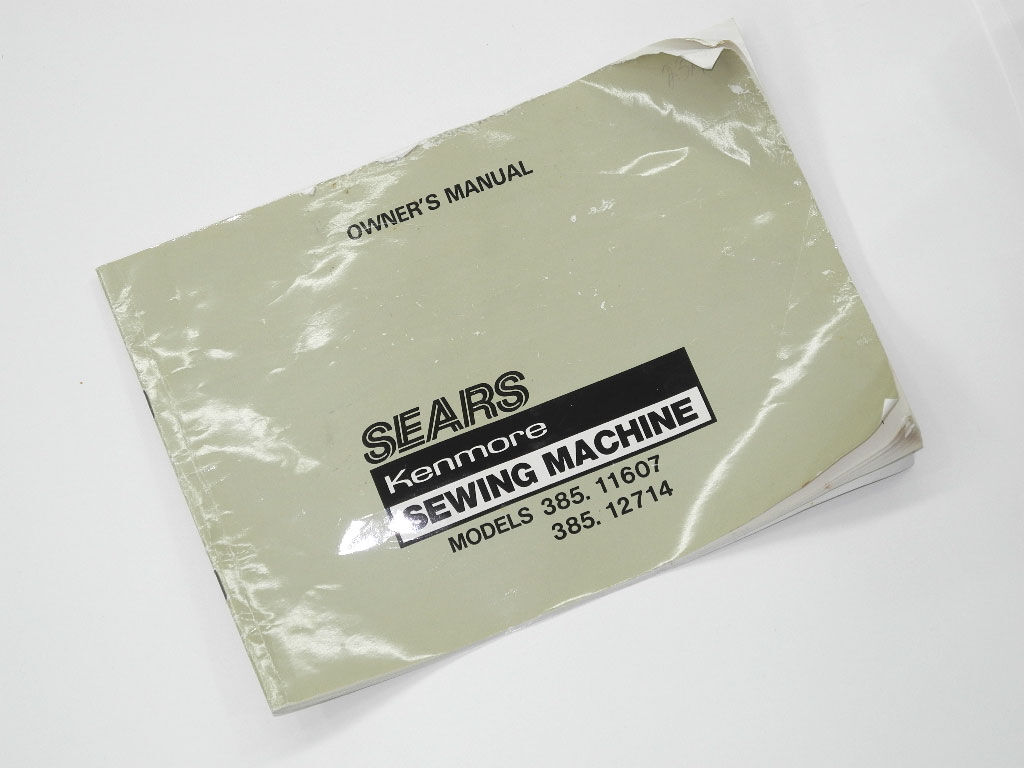 OWNER'S MANUAL
SEARS
Kenmore
SEWING MACHINE
MODELS 385. 11607
385. 12714